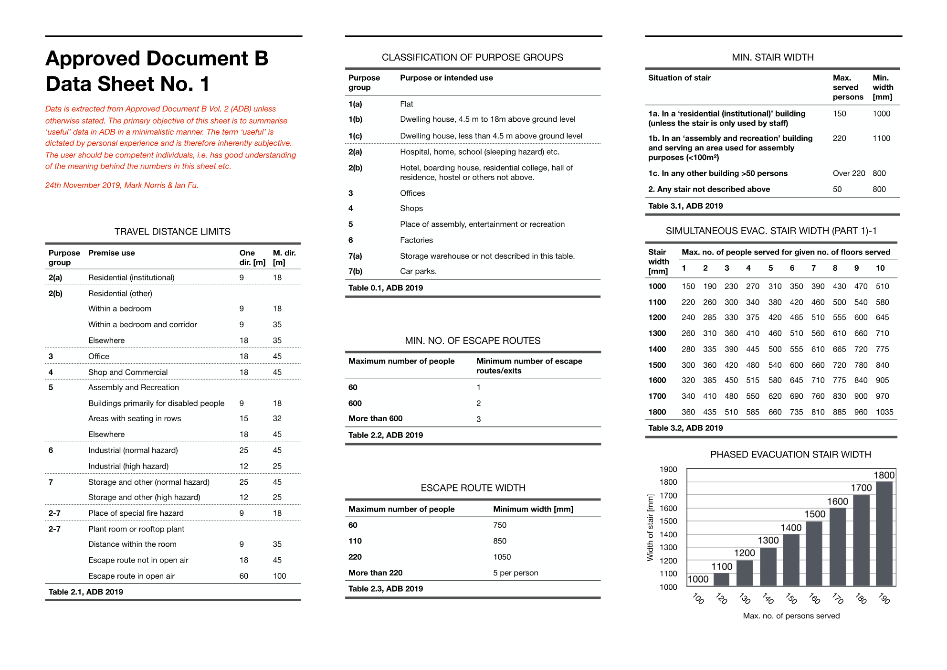 Approved Document B
Data Sheet No. 1
Data is extracted from Approved Document B Vol. 2 (ADB) unless
otherwise stated. The primary objective of this sheet is to summarise
'useful' data in ADB in a minimalistic manner. The term 'useful' is
dictated by personal experience and is therefore inherently subjective.
The user should be competent individuals, i.e. has good understanding
of the meaning behind the numbers in this sheet etc.
24th November 2019, Mark Norris & Ian Fu.
TRAVEL DISTANCE LIMITS
Purpose group Premise use One dir. [m] M. dir. [m]
2(a) Residential (institutional) 9 18
2(b) Residential (other)
Within a bedroom 9 18
Within a bedroom and corridor 9 35
Elsewhere 18 35
3 Office 18 45
4 Shop and Commercial 18 45
5 Assembly and Recreation
Buildings primarily for disabled people 9 18
Areas with seating in rows 15 32
Elsewhere 18 45
6 Industrial (normal hazard) 25 45
Industrial (high hazard) 12 25
7 Storage and other (normal hazard) 25 45
Storage and other (high hazard) 12 25
2-7 Place of special fire hazard 9 18
2-7 Plant room or rooftop plant
Distance within the room 9 35
Escape route not in open air 18 45
Escape route in open air 60 100
Table 2.1, ADB 2019
CLASSIFICATION OF PURPOSE GROUPS
Purpose group Purpose or intended use
1(a) Flat
1(b) Dwelling house, 4.5 m to 18m above ground level
1(c) Dwelling house, less than 4.5 m above ground level
2(a) Hospital, home, school (sleeping hazard) etc.
2(b) Hotel, boarding house, residential college, hall of
residence, hostel or others not above.
3 Offices
4 Shops
5 Place of assembly, entertainment or recreation
6 Factories
7(a) Storage warehouse or not described in this table.
7(b) Car parks.
Table 0.1, ADB 2019
MIN. NO. OF ESCAPE ROUTES
Maximum number of people Minimum number of escape routes/exits
60 1
600 2
More than 600 3
Table 2.2, ADB 2019
ESCAPE ROUTE WIDTH
Maximum number of people Minimum width [mm]
60 750
110 850
220 1050
More than 220 5 per person
Table 2.3, ADB 2019
MIN. STAIR WIDTH
Situation of stair Max. served persons Min. width [mm]
1a. In a 'residential (institutional)' building 150 1000
(unless the stair is only used by staff)
1b. In an 'assembly and recreation' building 220 1100
and serving an area used for assembly
purposes (<100m²)
1c. In any other building >50 persons Over 220 800
2. Any stair not described above 50 800
Table 3.1, ADB 2019
SIMULTANEOUS EVAC. STAIR WIDTH (PART 1)-1
Stair width [mm] Max. no. of people served for given no. of floors served
1 2 3 4 5 6 7 8 9 10
1000 150 190 230 270 310 350 390 430 470 510
1100 220 260 300 340 380 420 460 500 540 580
1200 240 285 330 375 420 465 510 555 600 645
1300 260 310 360 410 460 510 560 610 660 710
1400 280 335 390 445 500 555 610 665 720 775
1500 300 360 420 480 540 600 660 720 780 840
1600 320 385 450 515 580 645 710 775 840 905
1700 340 410 480 550 620 690 760 830 900 970
1800 360 435 510 585 660 735 810 885 960 1035
Table 3.2, ADB 2019
PHASED EVACUATION STAIR WIDTH
Width of stair [mm]
1900
1800
1700
1600
1500
1400
1300
1200
1100
1000
1000 1100 1200 1300 1400 1500 1600 1700 1800
100 120 130 140 150 160 170 180 190
Max. no. of persons served